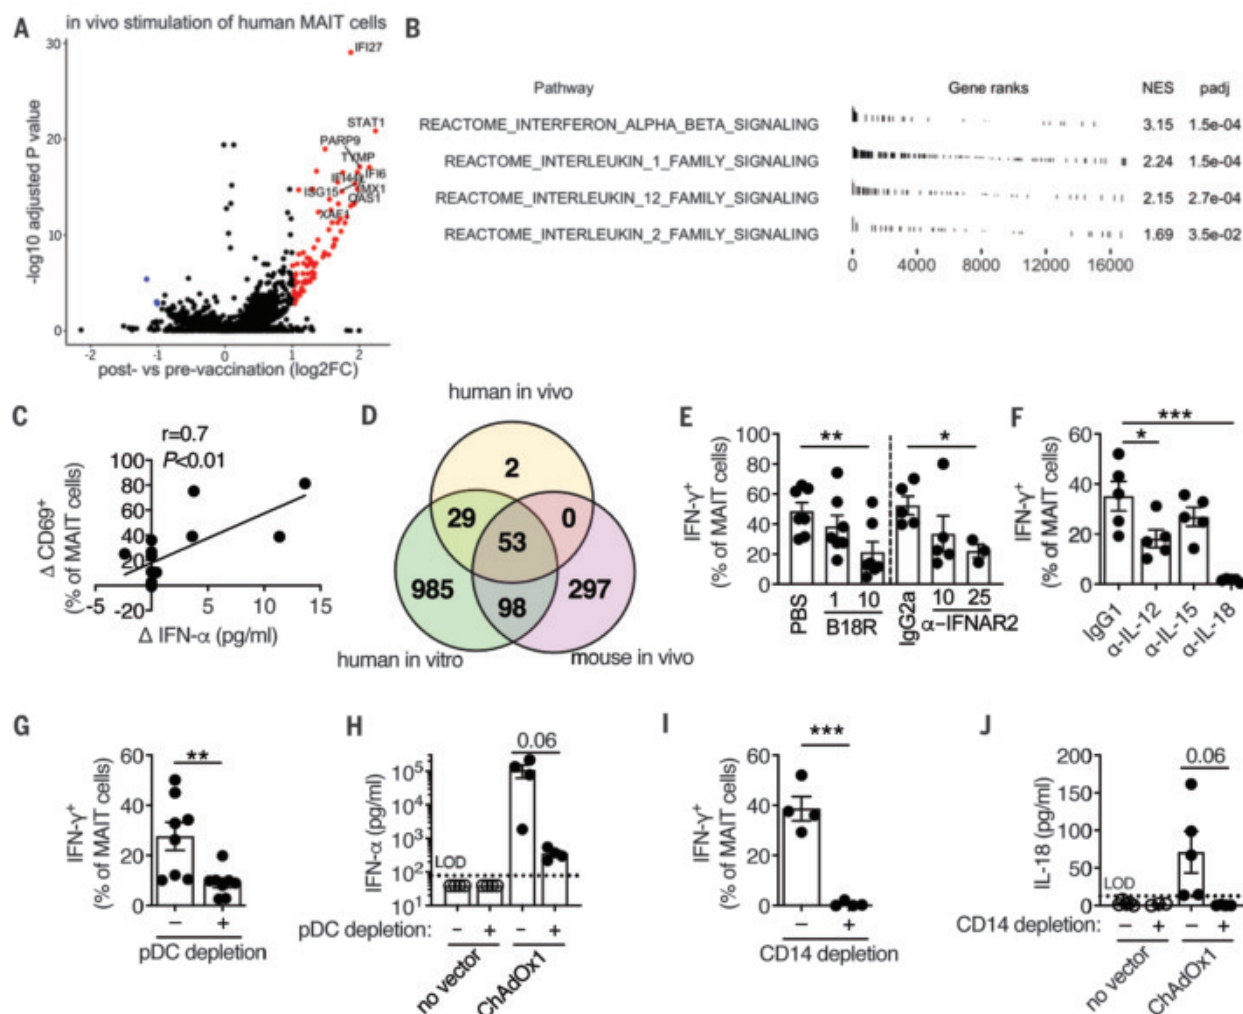 A
in vivo stimulation of human MAIT cells
30
20
10
0
-log10 adjusted P value
IFI27
STAT1
PARP9
TYMP
IFI6
ISG15
MX1
OAS1
XAF1
-2
-1
0
1
2
post- vs pre-vaccination (log2FC)
B
Pathway
Gene ranks
NES
padj
REACTOME_INTERFERON_ALPHA_BETA_SIGNALING
3.15
1.5e-04
REACTOME_INTERLEUKIN_1_FAMILY_SIGNALING
2.24
1.5e-04
REACTOME_INTERLEUKIN_12_FAMILY_SIGNALING
2.15
2.7e-04
REACTOME_INTERLEUKIN_2_FAMILY_SIGNALING
1.69
3.5e-02
0
4000
8000
12000
16000
C
r=0.7
P<0.01
Δ CD69+
(% of MAIT cells)
100
80
60
40
20
-20
-5
5
10
15
Δ IFN-α (pg/ml)
D
human in vivo
2
29
0
53
985
98
297
human in vitro
mouse in vivo
E
IFN-γ+
(% of MAIT cells)
100
80
60
40
20
0
**
*
PBS
1
10
B18R
IgG2a
10
25
α-IFNAR2
F
IFN-γ+
(% of MAIT cells)
60
40
20
0
***
*
IgG1
α-IL-12
α-IL-15
α-IL-18
G
IFN-γ+
(% of MAIT cells)
60
40
20
0
**
−
+
pDC depletion
H
IFN-α (pg/ml)
10⁵
10⁴
10³
10²
10¹
0.06
LOD
pDC depletion:
−
+
−
+
no vector
ChAdOx1
I
IFN-γ+
(% of MAIT cells)
60
40
20
0
***
−
+
CD14 depletion
J
IL-18 (pg/ml)
200
150
100
50
0
0.06
LOD
CD14 depletion:
−
+
−
+
no vector
ChAdOx1